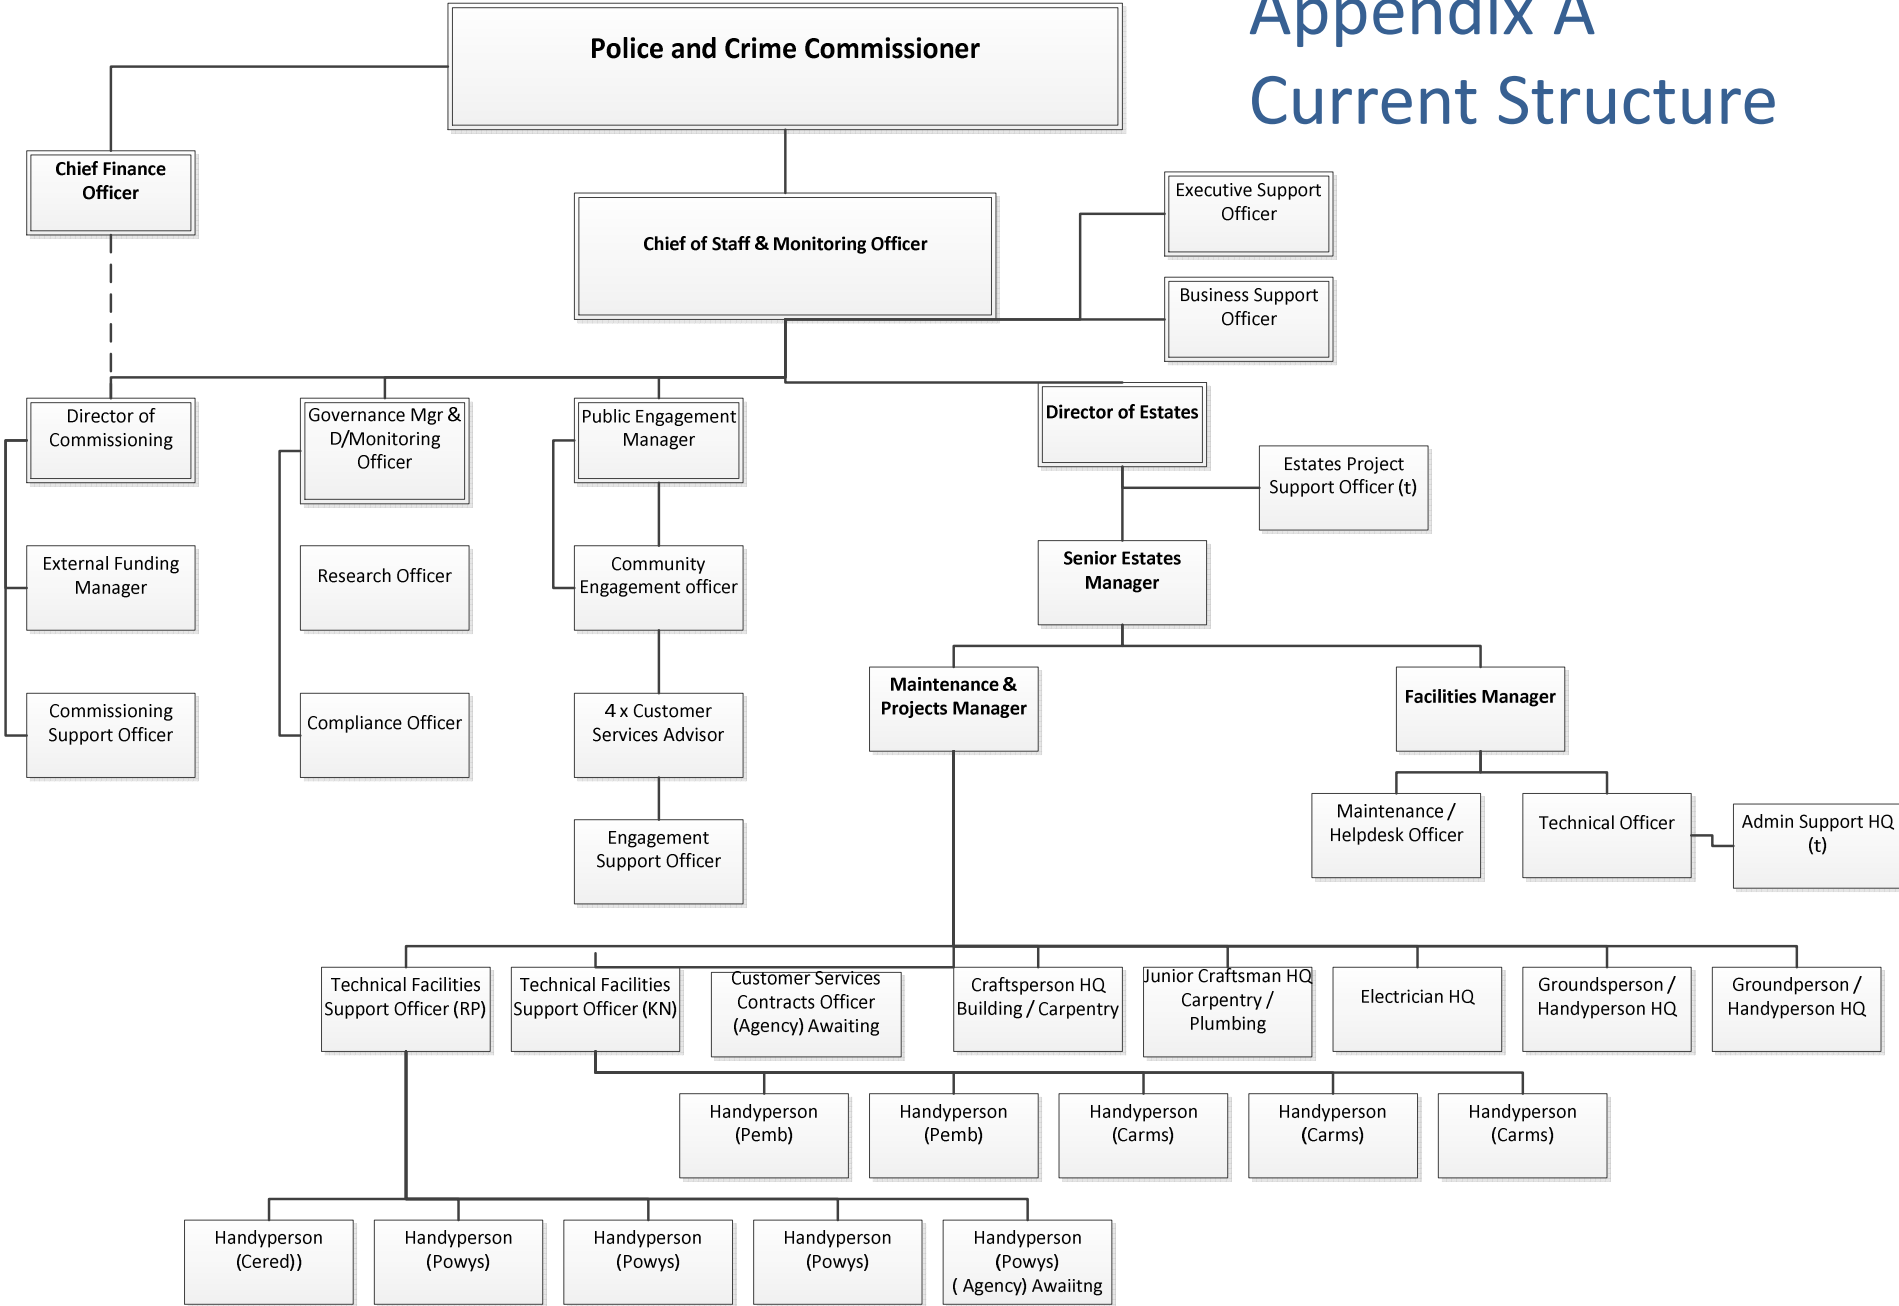 Appendix A
Current Structure
Police and Crime Commissioner
Chief Finance
Officer
Chief of Staff & Monitoring Officer
Executive Support
Officer
Business Support
Officer
Director of
Commissioning
Governance Mgr &
D/Monitoring
Officer
Public Engagement
Manager
Director of Estates
Estates Project
Support Officer (t)
External Funding
Manager
Research Officer
Community
Engagement officer
Senior Estates
Manager
Commissioning
Support Officer
Compliance Officer
4 x Customer
Services Advisor
Maintenance &
Projects Manager
Facilities Manager
Engagement
Support Officer
Maintenance /
Helpdesk Officer
Technical Officer
Admin Support HQ
(t)
Technical Facilities
Support Officer (RP)
Technical Facilities
Support Officer (KN)
Customer Services
Contracts Officer
(Agency) Awaiting
Craftsperson HQ
Building / Carpentry
Junior Craftsman HQ
Carpentry /
Plumbing
Electrician HQ
Groundsperson /
Handyperson HQ
Groundperson /
Handyperson HQ
Handyperson
(Pemb)
Handyperson
(Pemb)
Handyperson
(Carms)
Handyperson
(Carms)
Handyperson
(Carms)
Handyperson
(Cered))
Handyperson
(Powys)
Handyperson
(Powys)
Handyperson
(Powys)
Handyperson
(Powys)
( Agency) Awaiitng